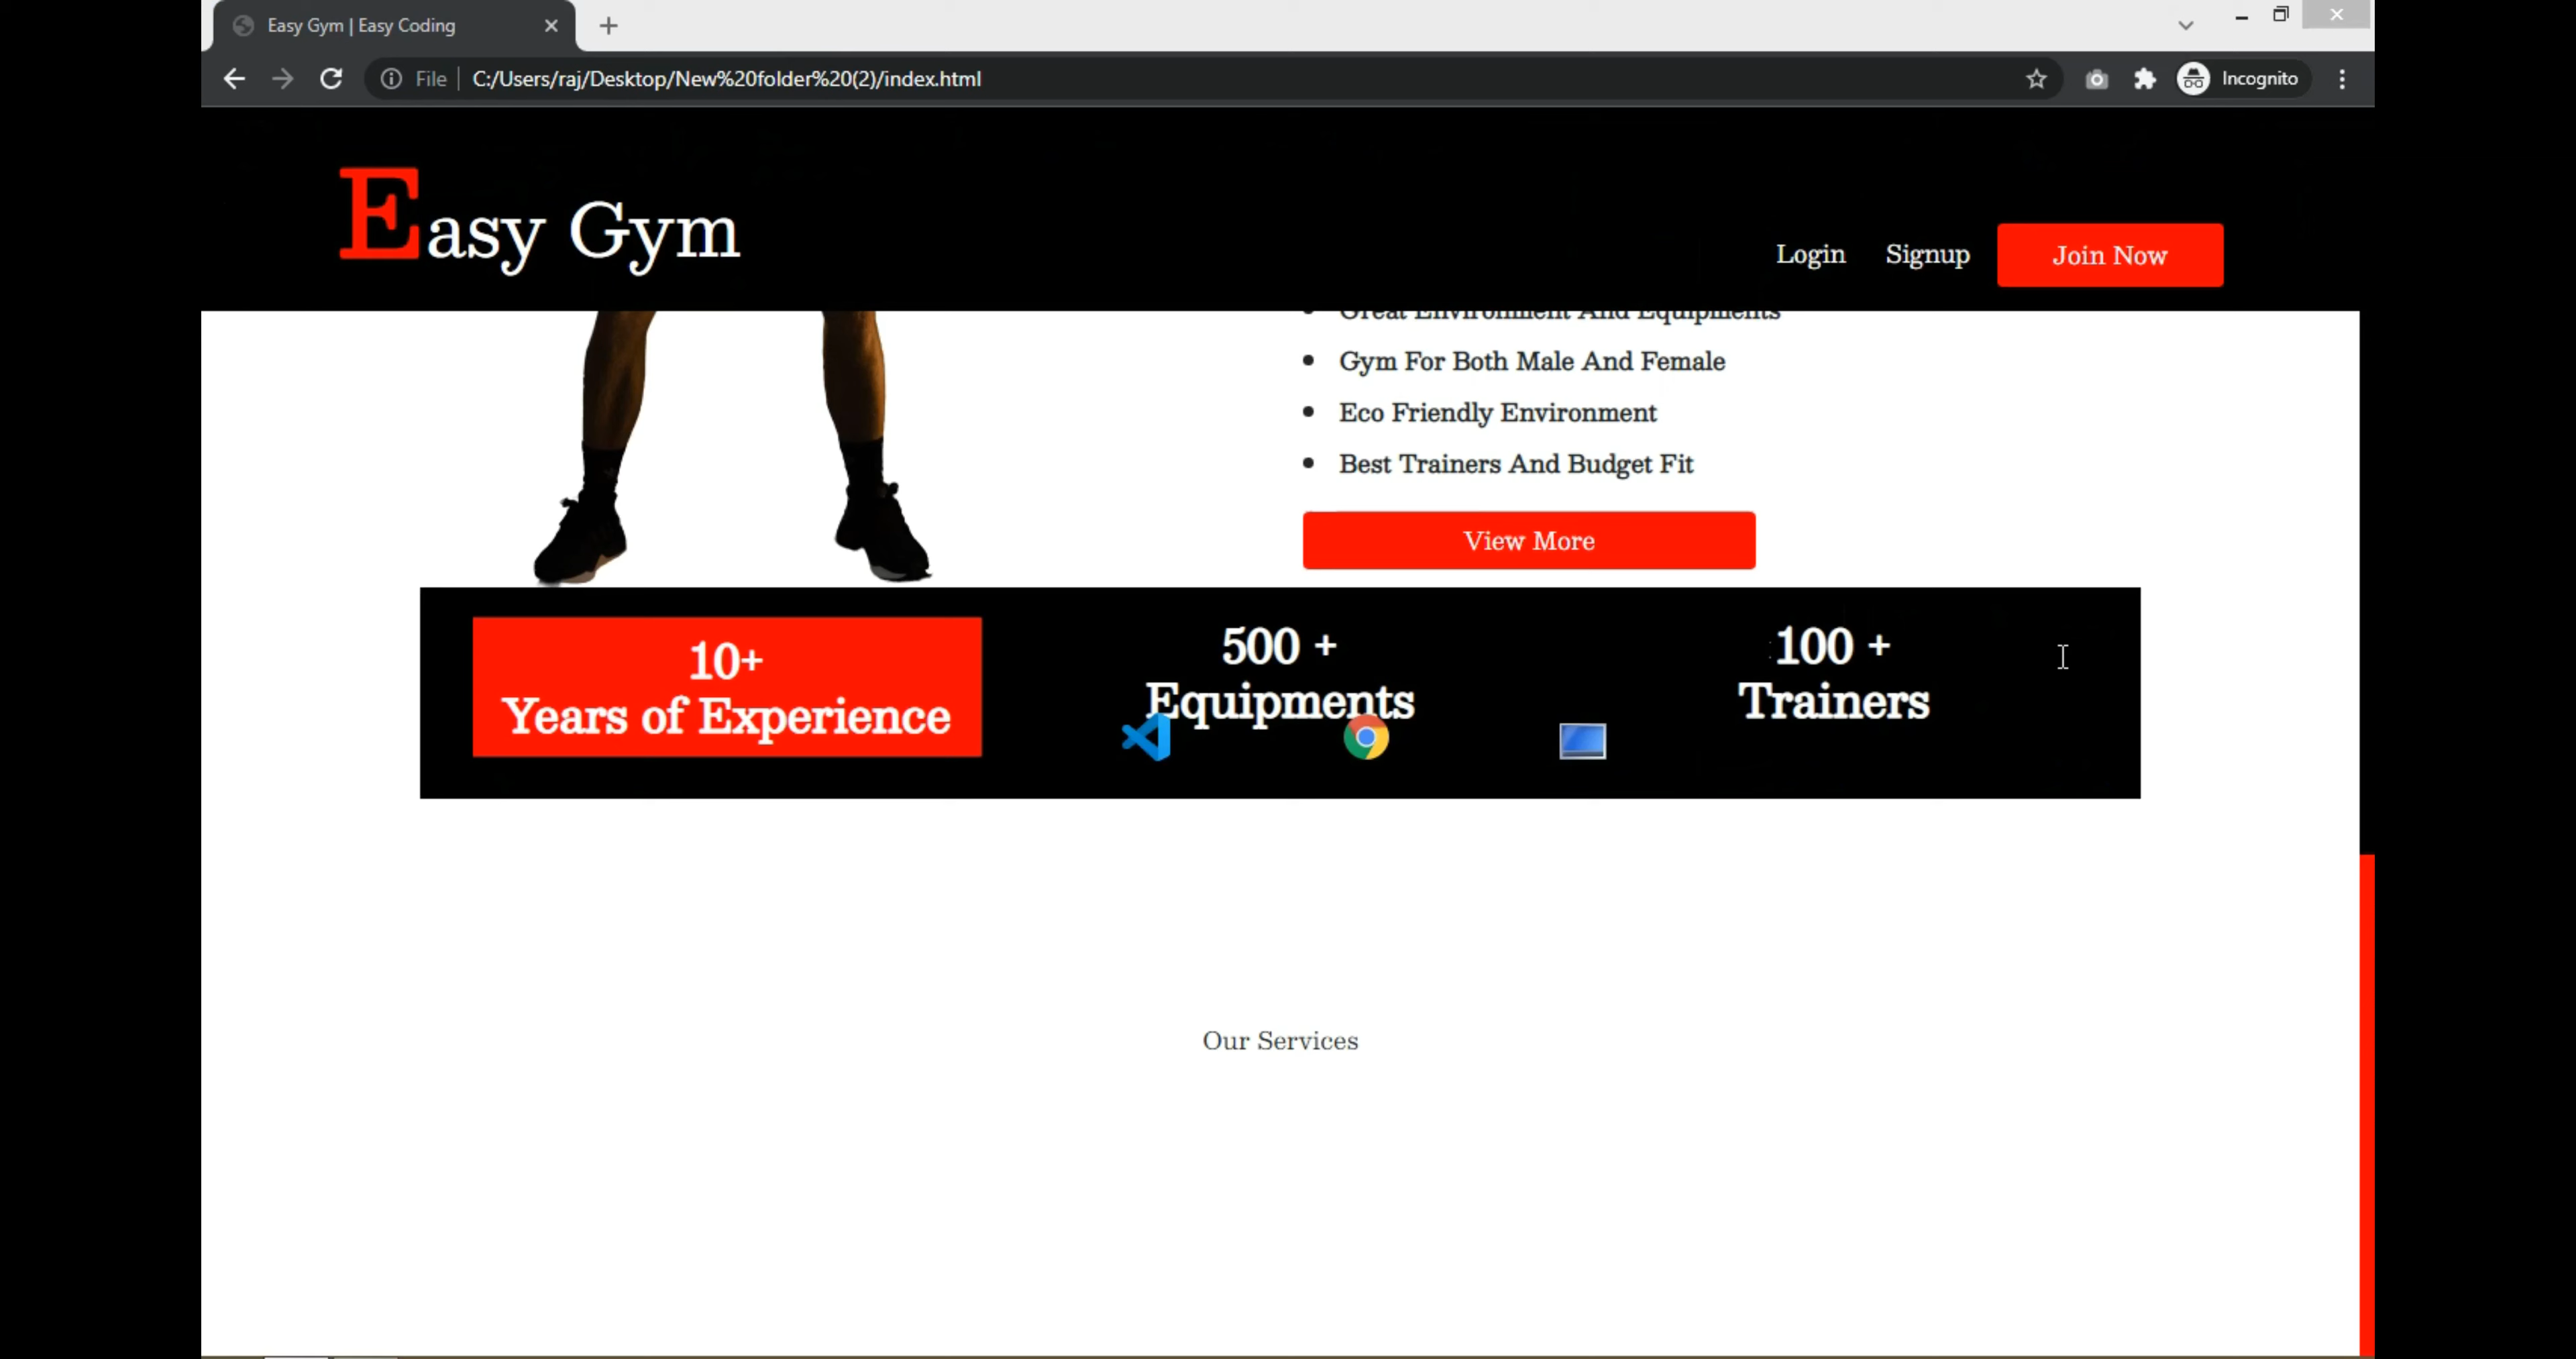 Easy Gym | Easy Coding
File
C:/Users/raj/Desktop/New%20folder%20(2)/index.html
Incognito
Easy Gym
Login
Signup
Join Now
Great Environment And Equipments
Gym For Both Male And Female
Eco Friendly Environment
Best Trainers And Budget Fit
View More
10+
Years of Experience
500 +
Equipments
100 +
Trainers
Our Services